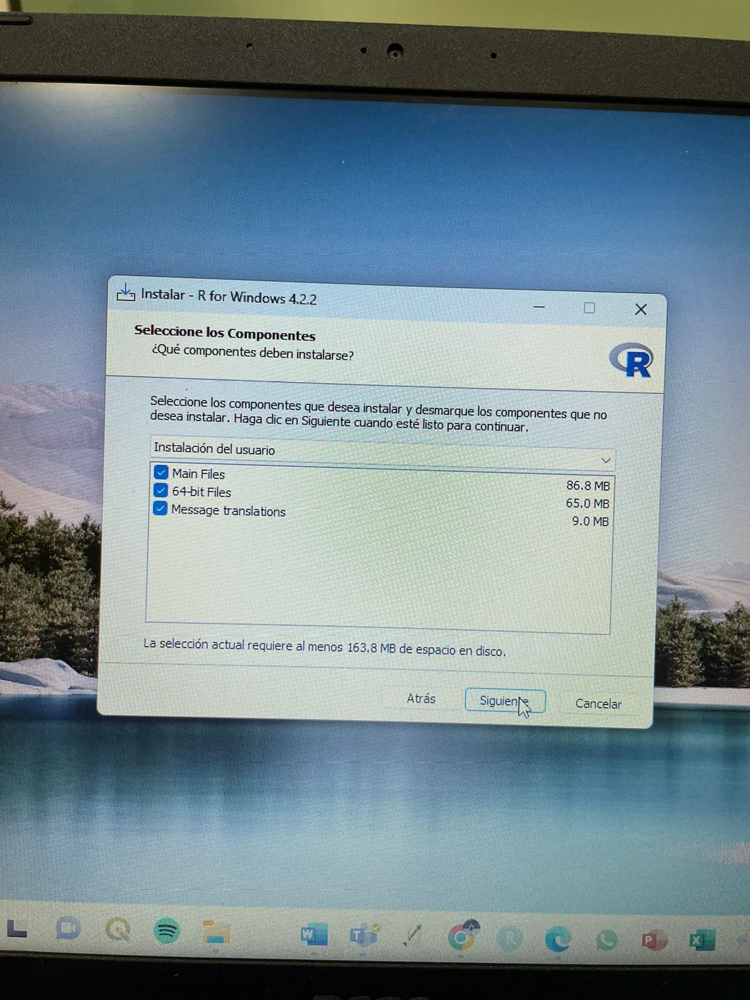 Instalar - R for Windows 4.2.2
Seleccione los Componentes
¿Qué componentes deben instalarse?
R
Seleccione los componentes que desea instalar y desmarque los componentes que no
desea instalar. Haga clic en Siguiente cuando esté listo para continuar.
Instalación del usuario
Main Files 86.8 MB
64-bit Files 65.0 MB
Message translations 9.0 MB
La selección actual requiere al menos 163,8 MB de espacio en disco.
Atrás Siguiente Cancelar
W T R P X